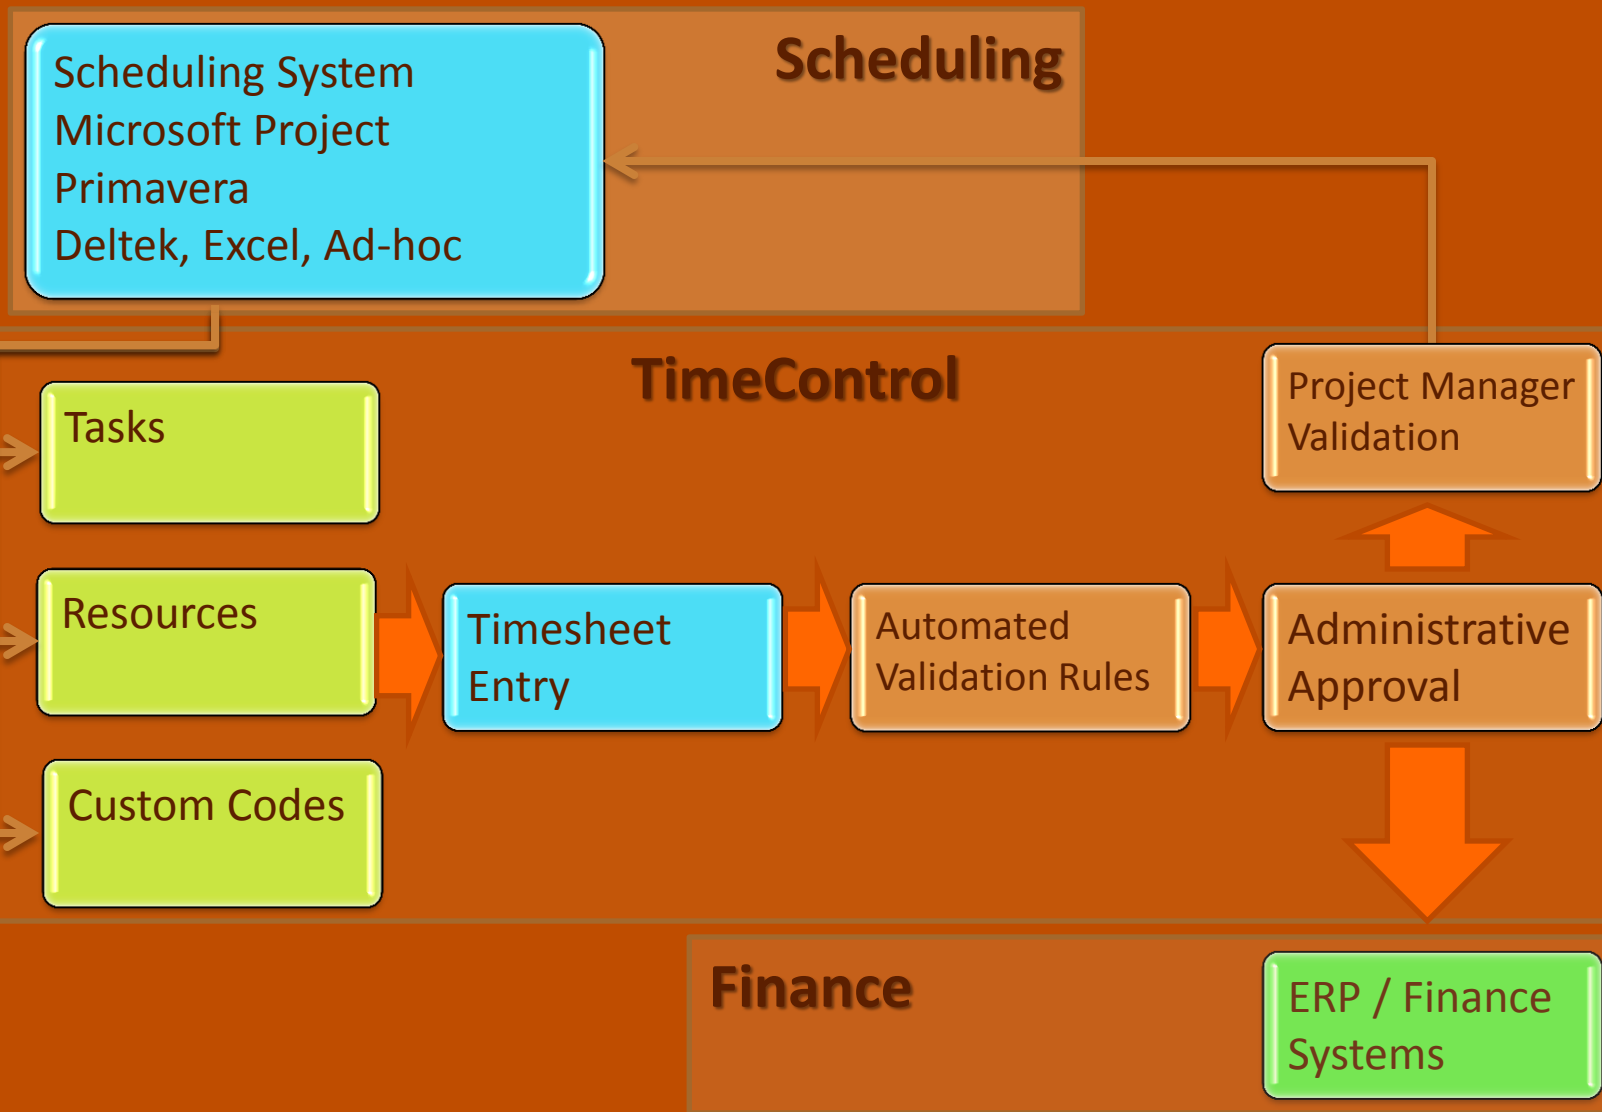 Scheduling
Scheduling System
Microsoft Project
Primavera
Deltek, Excel, Ad-hoc
TimeControl
Project Manager
Validation
Tasks
Resources
Timesheet
Entry
Automated
Validation Rules
Administrative
Approval
Custom Codes
Finance
ERP / Finance
Systems